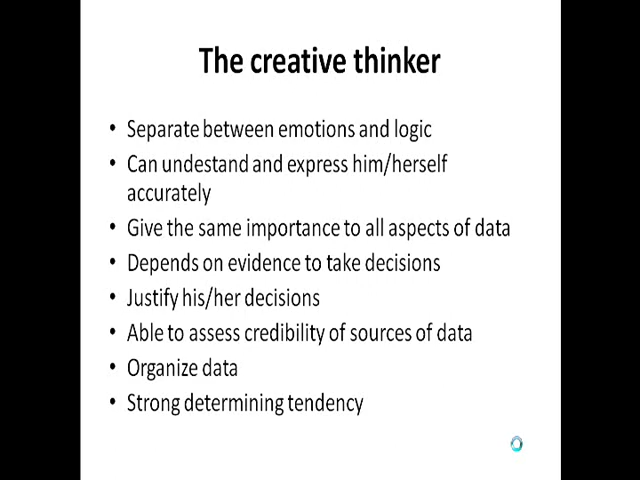 The creative thinker
• Separate between emotions and logic
• Can undestand and express him/herself
accurately
• Give the same importance to all aspects of data
• Depends on evidence to take decisions
• Justify his/her decisions
• Able to assess credibility of sources of data
• Organize data
• Strong determining tendency